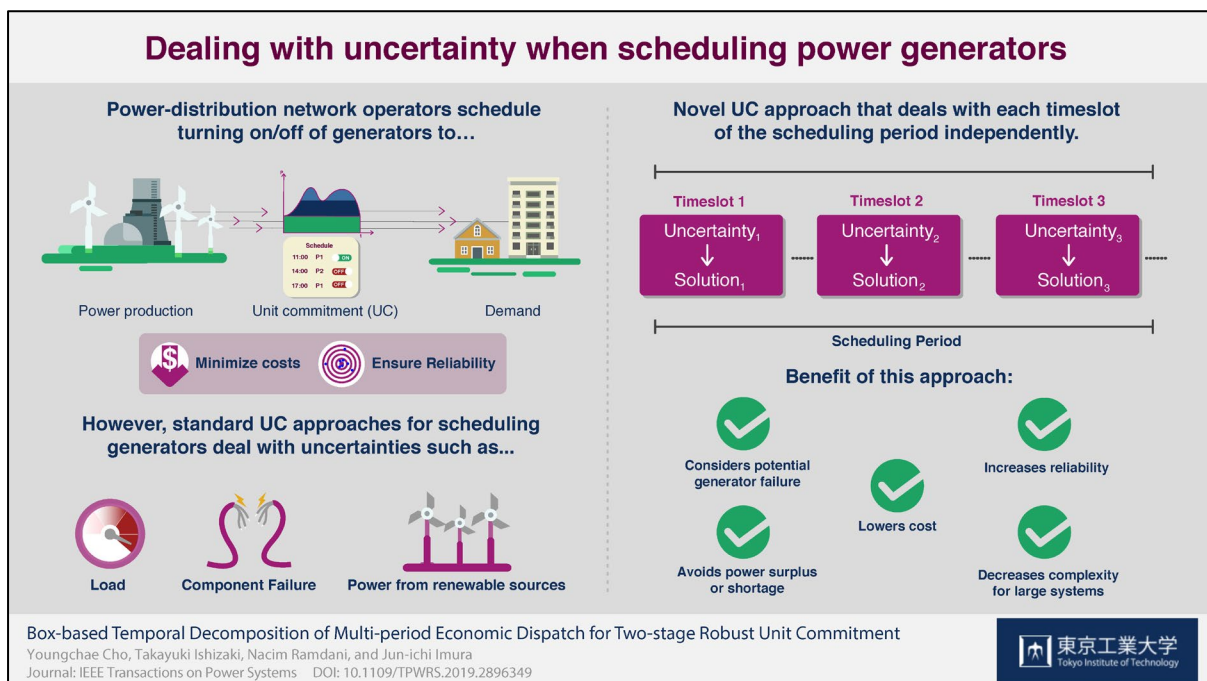 Dealing with uncertainty when scheduling power generators
Power-distribution network operators schedule
turning on/off of generators to...
Schedule
11:00 P1 ON
14:00 P2 OFF
17:00 P1 OFF
Power production
Unit commitment (UC)
Demand
$ Minimize costs
Ensure Reliability
However, standard UC approaches for scheduling
generators deal with uncertainties such as...
Load
Component Failure
Power from renewable sources
Novel UC approach that deals with each timeslot
of the scheduling period independently.
Timeslot 1
Uncertainty₁
Solution₁
Timeslot 2
Uncertainty₂
Solution₂
Timeslot 3
Uncertainty₃
Solution₃
Scheduling Period
Benefit of this approach:
Considers potential
generator failure
Increases reliability
Lowers cost
Avoids power surplus
or shortage
Decreases complexity
for large systems
Box-based Temporal Decomposition of Multi-period Economic Dispatch for Two-stage Robust Unit Commitment
Youngchae Cho, Takayuki Ishizaki, Nacim Ramdani, and Jun-ichi Imura
Journal: IEEE Transactions on Power Systems DOI: 10.1109/TPWRS.2019.2896349
東京工業大学
Tokyo Institute of Technology